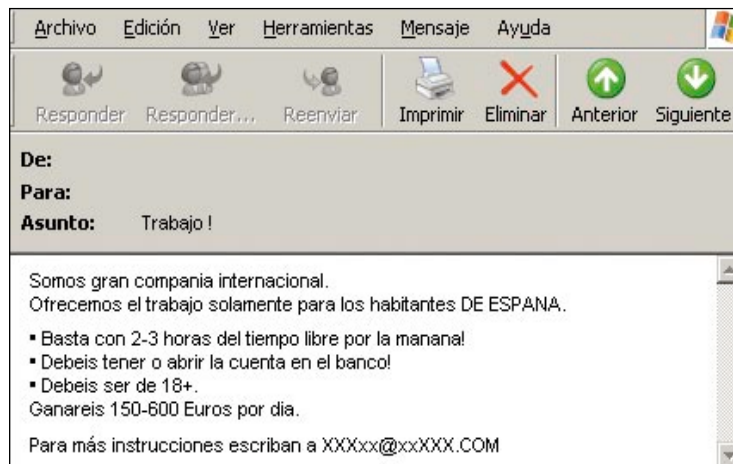 Archivo Edición Ver Herramientas Mensaje Ayuda
Responder Responder... Reenviar Imprimir Eliminar Anterior Siguiente
De:
Para:
Asunto: Trabajo !
Somos gran compania internacional.
Ofrecemos el trabajo solamente para los habitantes DE ESPANA.
▪ Basta con 2-3 horas del tiempo libre por la manana!
▪ Debeis tener o abrir la cuenta en el banco!
▪ Debeis ser de 18+.
Ganareis 150-600 Euros por dia.
Para más instrucciones escriban a XXXxx@xxXXX.COM